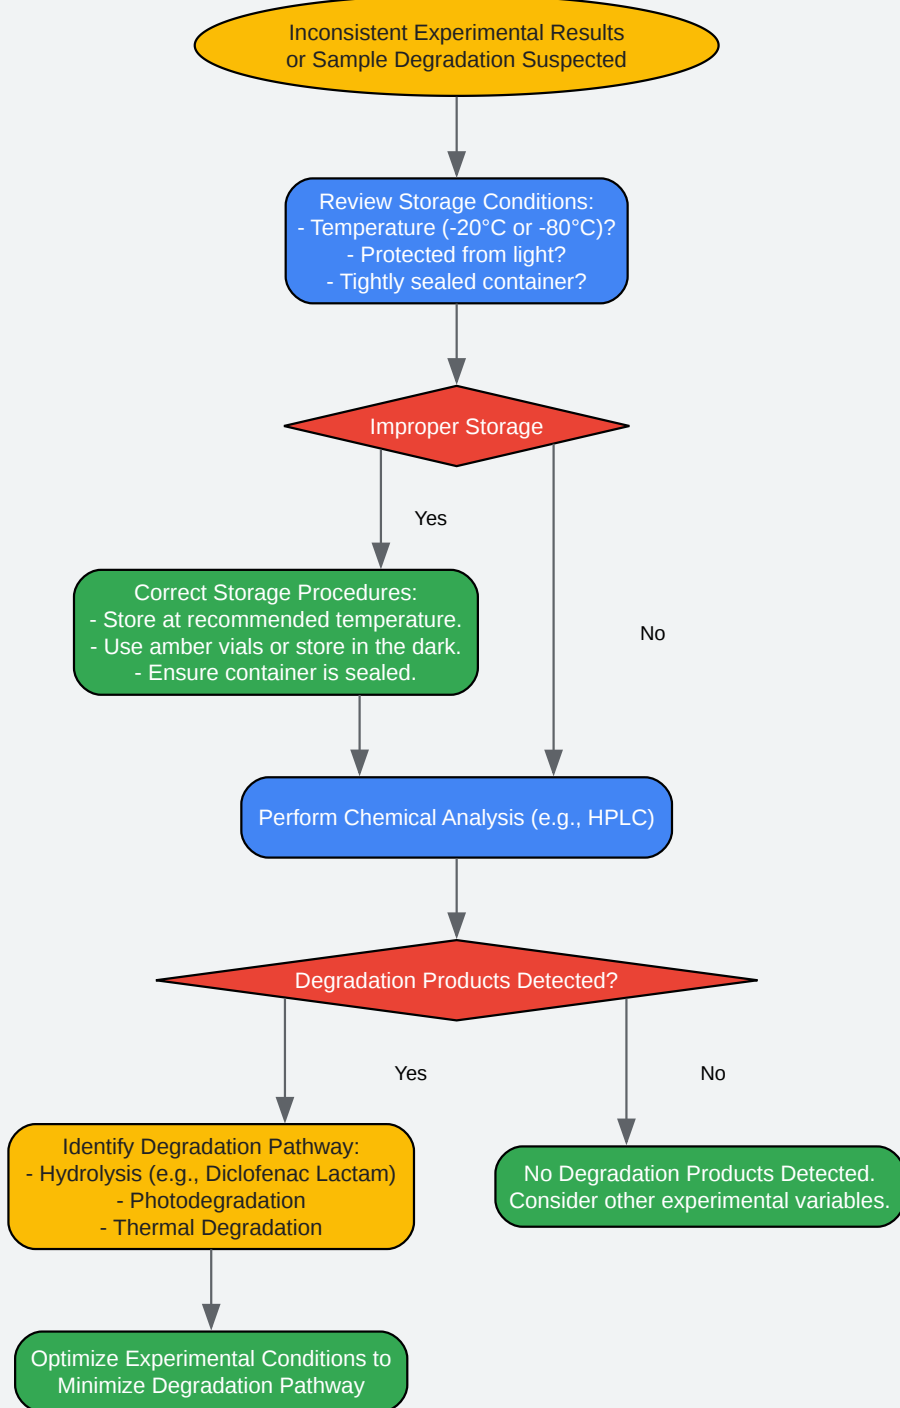 Inconsistent Experimental Results
or Sample Degradation Suspected
Review Storage Conditions:
- Temperature (-20°C or -80°C)?
- Protected from light?
- Tightly sealed container?
Improper Storage
Yes
Correct Storage Procedures:
- Store at recommended temperature.
- Use amber vials or store in the dark.
- Ensure container is sealed.
No
Perform Chemical Analysis (e.g., HPLC)
Degradation Products Detected?
Yes
No
Identify Degradation Pathway:
- Hydrolysis (e.g., Diclofenac Lactam)
- Photodegradation
- Thermal Degradation
No Degradation Products Detected.
Consider other experimental variables.
Optimize Experimental Conditions to
Minimize Degradation Pathway